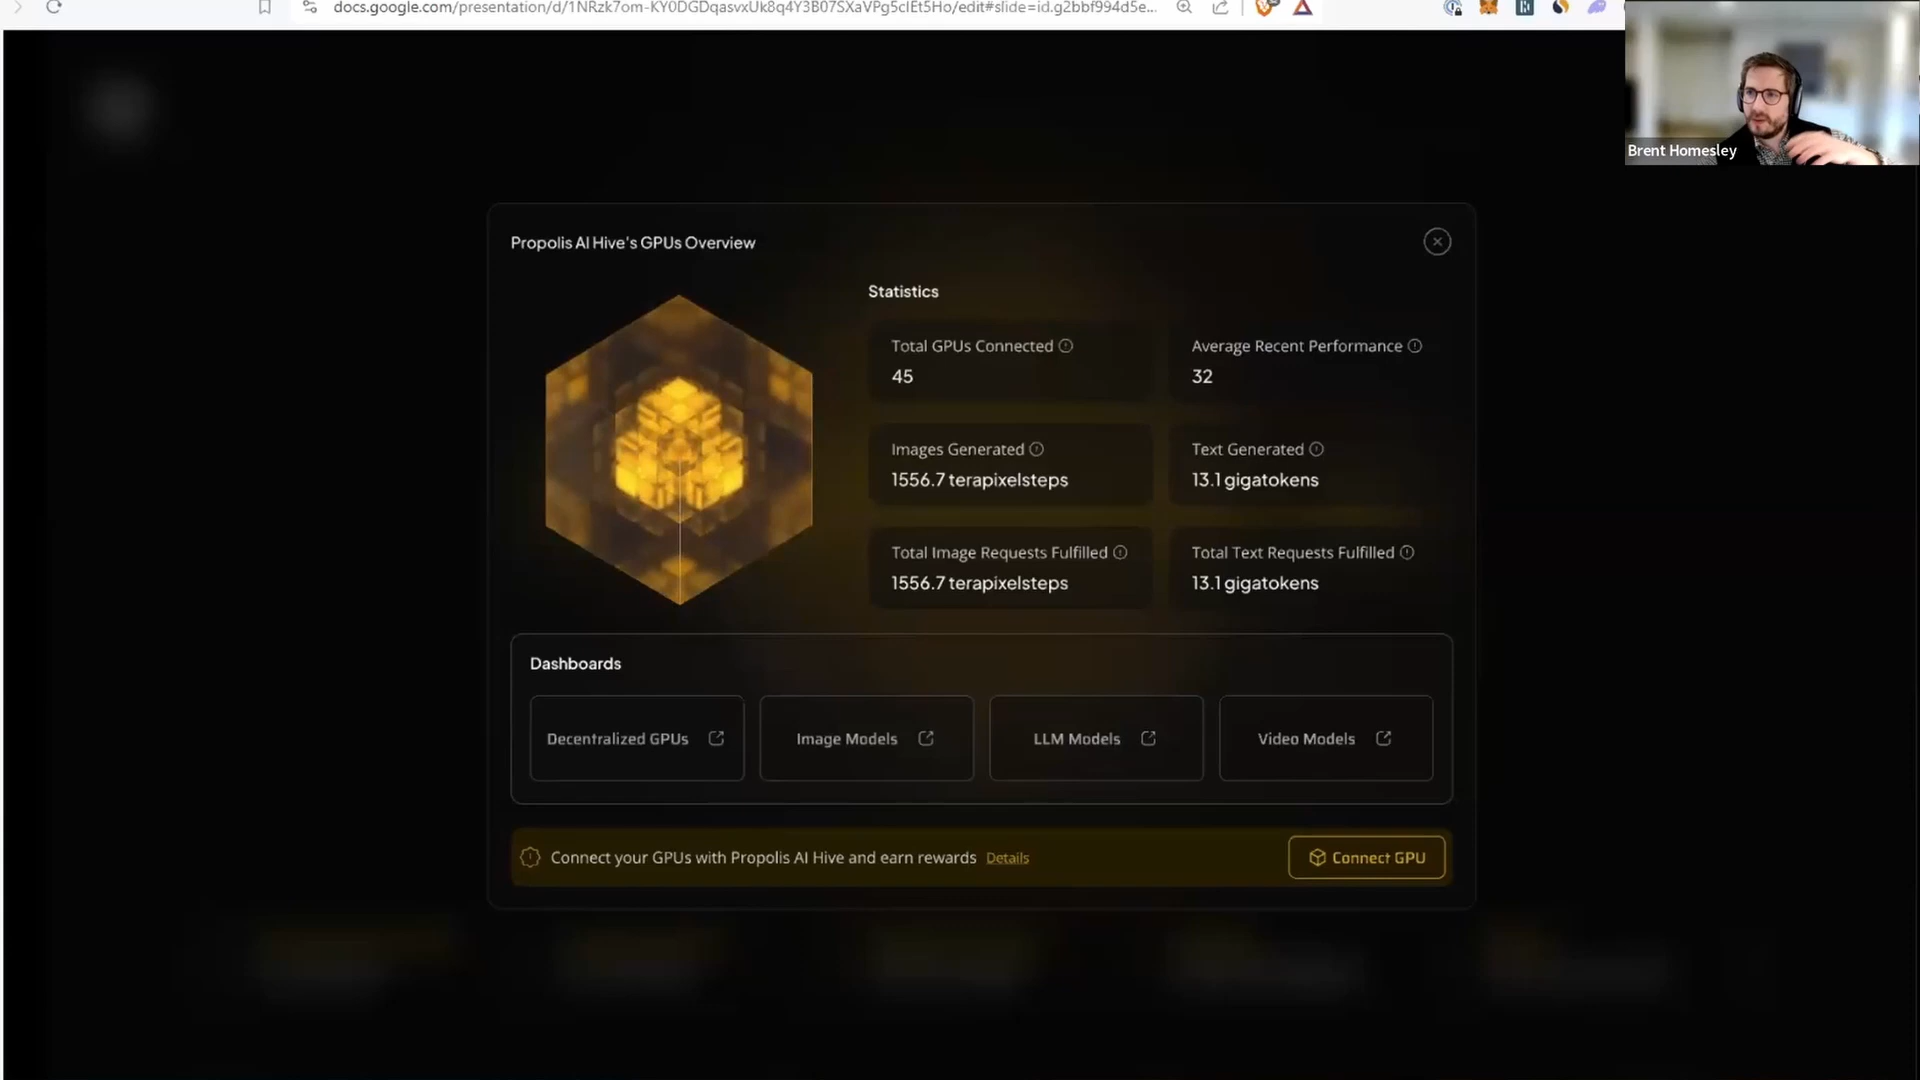 docs.google.com/presentation/d/1NRzk7om-KY0DGDqasvxUk8q4Y3B07SXaVPg5clEt5Ho/edit#slide=id.g2bbf994d5e...
Brent Homesley
Propolis AI Hive's GPUs Overview
Statistics
Total GPUs Connected
45
Average Recent Performance
32
Images Generated
1556.7 terapixelsteps
Text Generated
13.1 gigatokens
Total Image Requests Fulfilled
1556.7 terapixelsteps
Total Text Requests Fulfilled
13.1 gigatokens
Dashboards
Decentralized GPUs
Image Models
LLM Models
Video Models
Connect your GPUs with Propolis AI Hive and earn rewards Details
Connect GPU